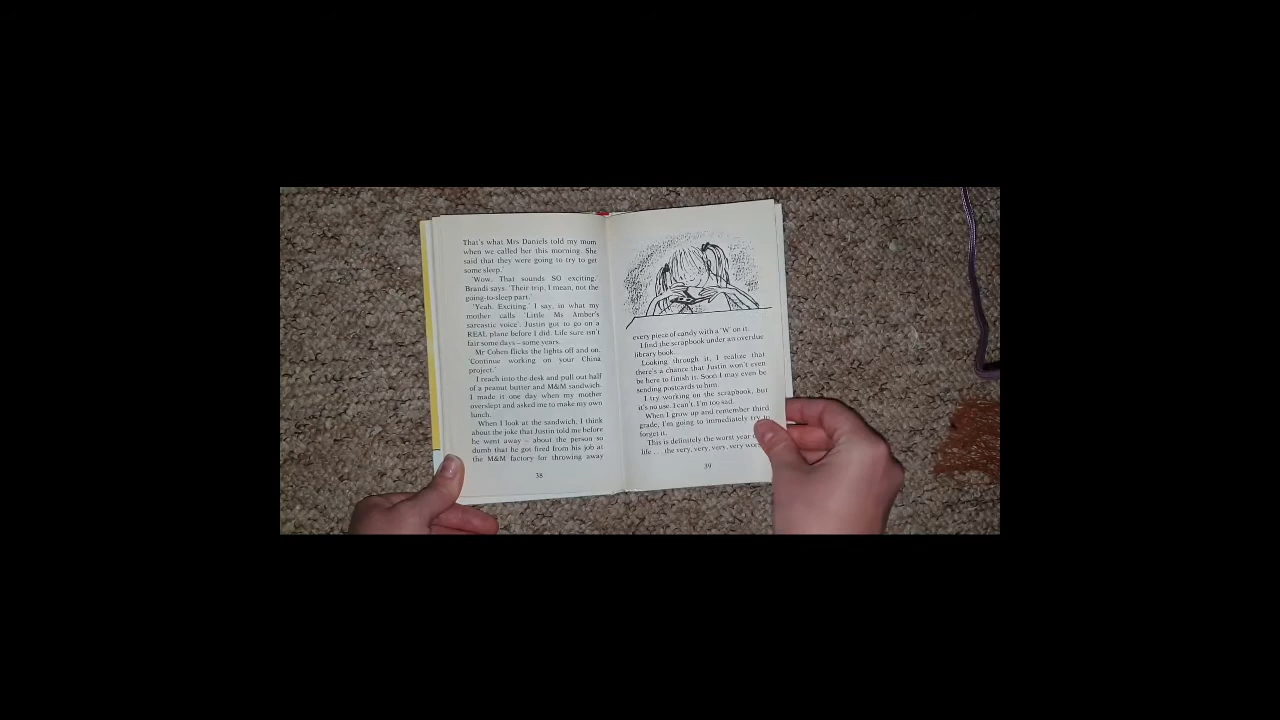 That's what Mrs Daniels told my mom
when we called her this morning. She
said that they were going to try to get
some sleep.
'Wow. That sounds SO exciting.'
Brandi says. 'Their trip, I mean, not the
going-to-sleep part.'
'Yeah. Exciting.' I say, in what my
mother calls 'Little Ms Amber's
sarcastic voice'. Justin got to go on a
REAL plane before I did. Life sure isn't
fair some days – some years.
Mr Cohen flicks the lights off and on.
'Continue working on your China
project.'
I reach into the desk and pull out half
of a peanut butter and M&M sandwich.
I made it one day when my mother
overslept and asked me to make my own
lunch.
When I look at the sandwich, I think
about the joke that Justin told me before
he went away – about the person so
dumb that he got fired from his job at
the M&M factory for throwing away
38
every piece of candy with a 'W' on it.
I find the scrapbook under an overdue
library book.
Looking through it, I realize that
there's a chance that Justin won't even
be here to finish it. Soon I may even be
sending postcards to him.
I try working on the scrapbook, but
it's no use. I can't. I'm too sad.
When I grow up and remember third
grade, I'm going to immediately try to
forget it.
This is definitely the worst year
life . . . the very, very, very, very
39